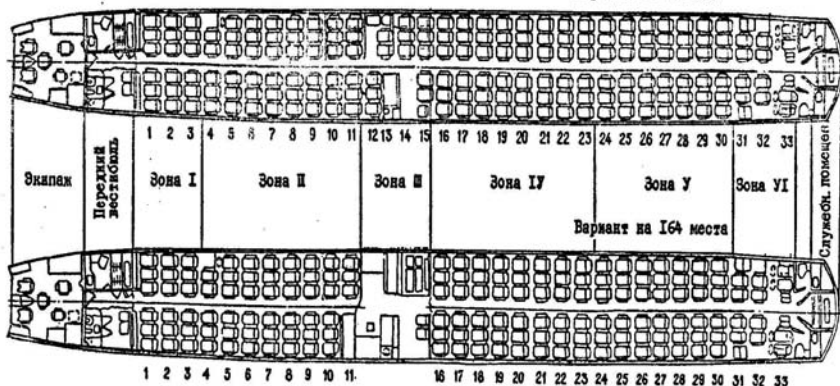 1 2 3 4 5 6 7 8 9 10 11 12 13 14 15 16 17 18 19 20 21 22 23 24 25 26 27 28 29 30 31 32 33
Экипаж
Передний
вестибюль
Зона I
Зона II
Зона III
Зона IУ
Зона У
Зона УI
Служебн. помещен
Вариант на I64 места
1 2 3 4 5 6 7 8 9 10 11 16 17 18 19 20 21 22 23 24 25 26 27 28 29 30 31 32 33